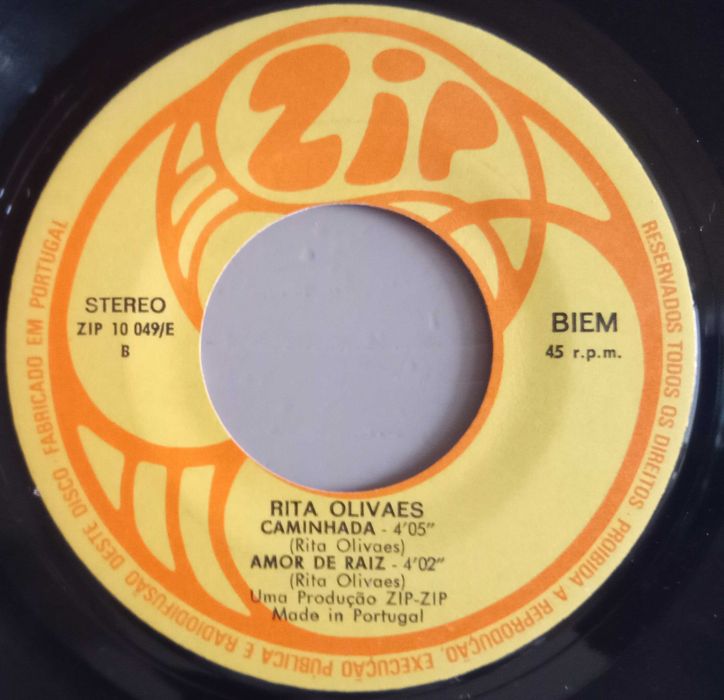 Zip
STEREO
ZIP 10 049/E
B
BIEM
45 r.p.m.
RITA OLIVAES
CAMINHADA - 4'05"
(Rita Olivaes)
AMOR DE RAIZ - 4'02"
(Rita Olivaes)
Uma Produção ZIP-ZIP
Made in Portugal
RESERVADOS TODOS OS DIREITOS · PROIBIDA A REPRODUÇÃO, EXECUÇÃO PUBLICA E RADIODIFUSÃO DESTE DISCO · FABRICADO EM PORTUGAL